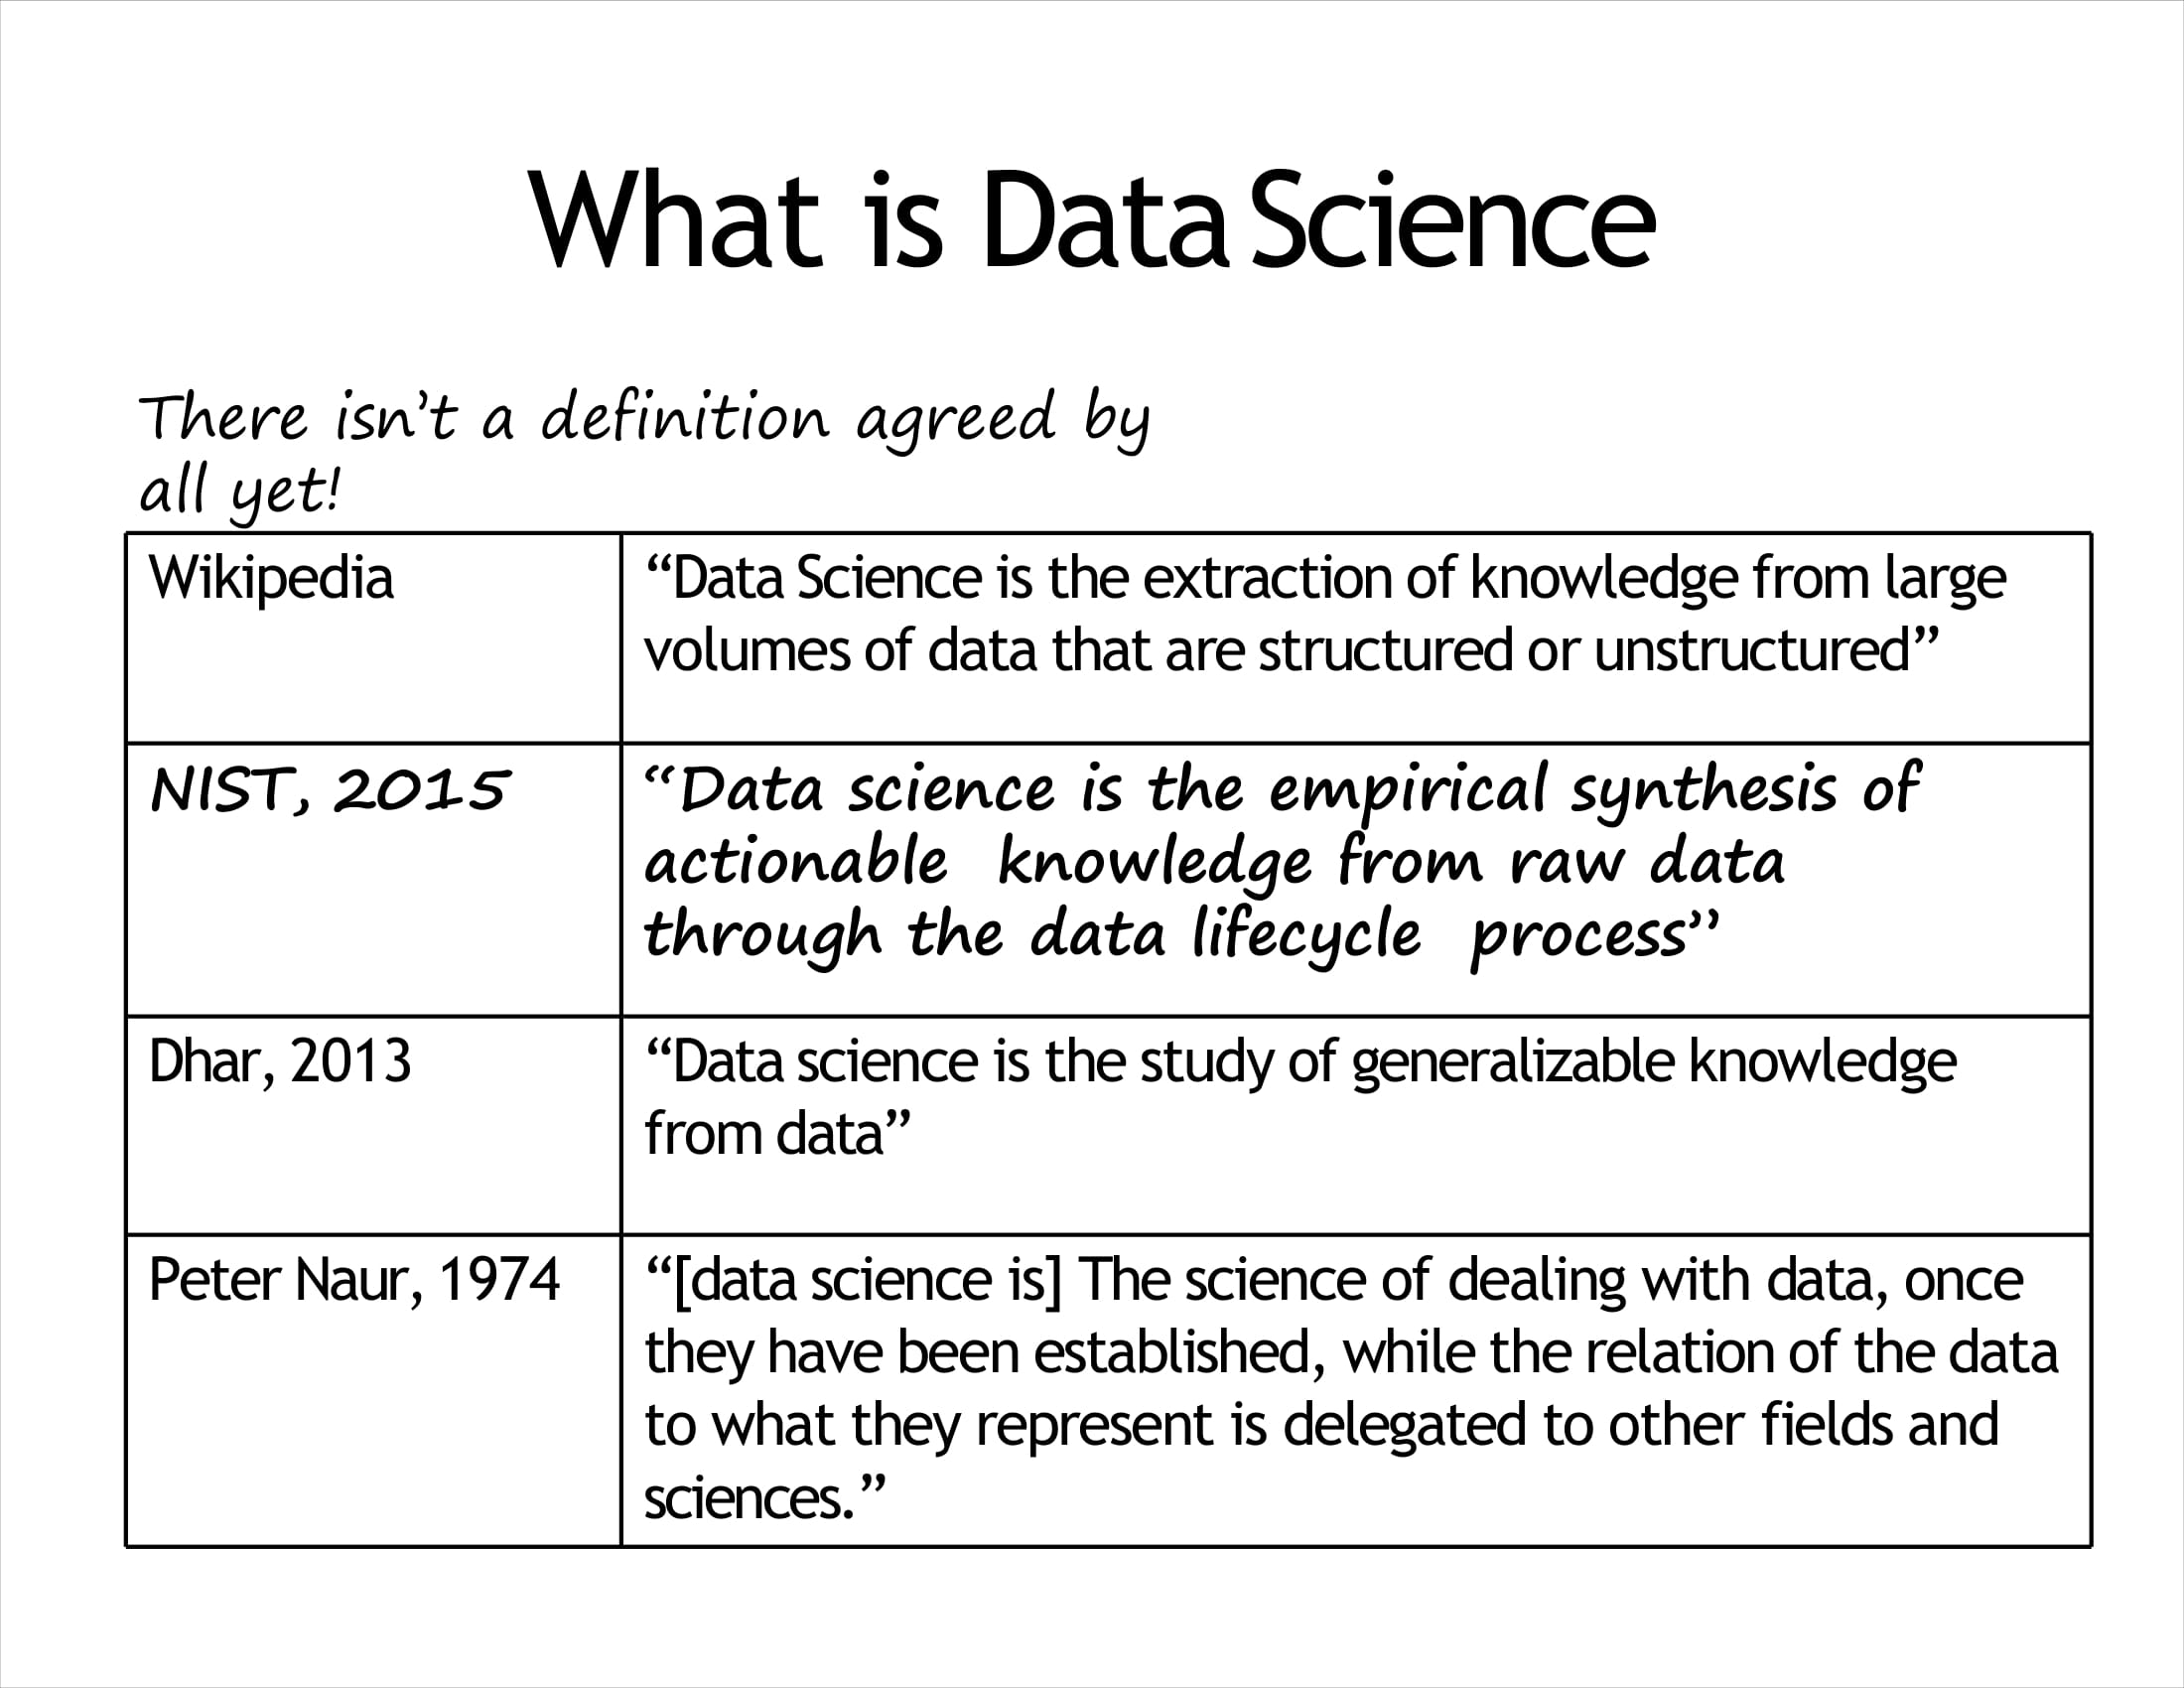 What is Data Science
There isn’t a definition agreed by
all yet!
Wikipedia
“Data Science is the extraction of knowledge from large
volumes of data that are structured or unstructured”
NIST, 2015
“Data science is the empirical synthesis of
actionable knowledge from raw data
through the data lifecycle process”
Dhar, 2013
“Data science is the study of generalizable knowledge
from data”
Peter Naur, 1974
“[data science is] The science of dealing with data, once
they have been established, while the relation of the data
to what they represent is delegated to other fields and
sciences.”